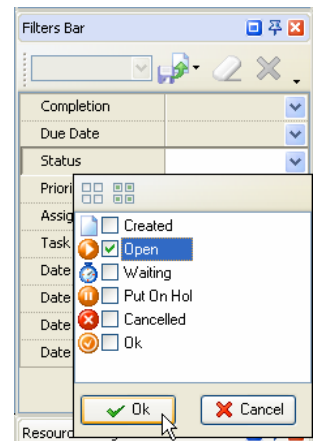 Filters Bar
Completion
Due Date
Status
Priori
Assig
Task
Date
Date
Date
Date
Created
Open
Waiting
Put On Hol
Cancelled
Ok
Ok
Cancel
Resourc